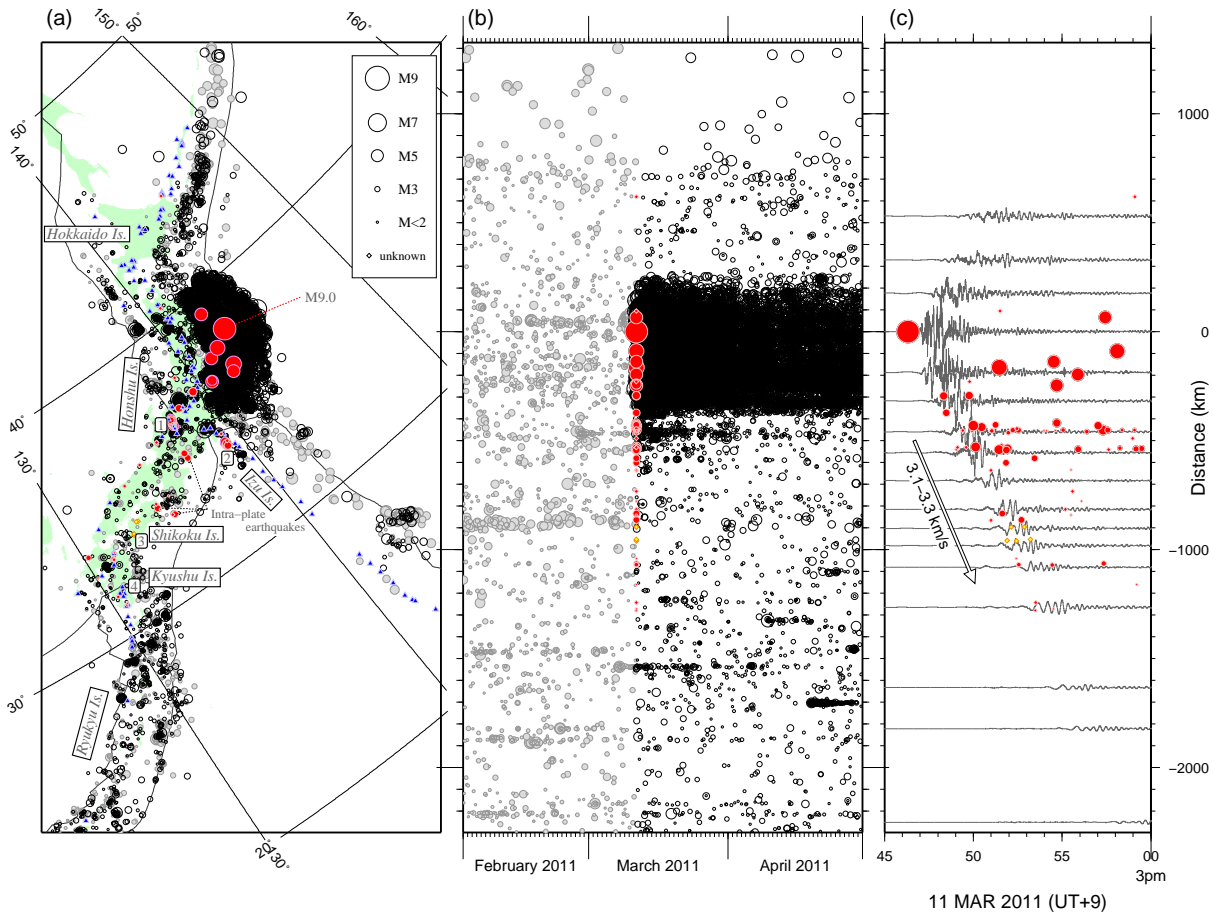 (a)
(b)
(c)
150°
50°
160°
50°
140°
40°
130°
30°
130°
M9
M7
M5
M3
M<2
unknown
M9.0
Hokkaido Is.
Honshu Is.
1
2
Izu Is.
Intra-plate
earthquakes
3
Shikoku Is.
4
Kyushu Is.
Ryukyu Is.
3.1-3.3 km/s
1000
0
-1000
-2000
Distance (km)
February 2011
March 2011
April 2011
45
50
55
00
3pm
11 MAR 2011 (UT+9)